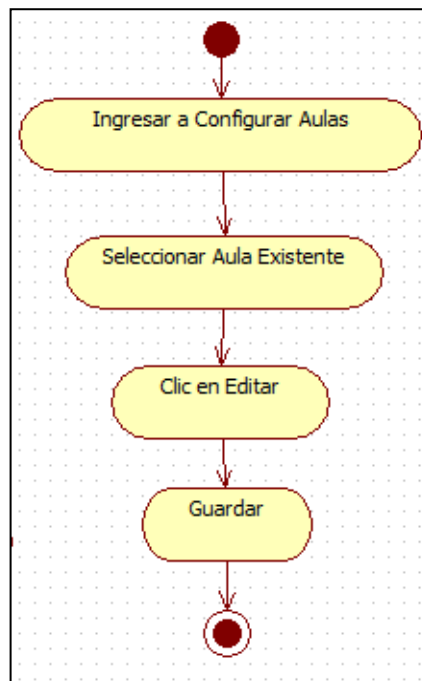 Ingresar a Configurar Aulas
Seleccionar Aula Existente
Clic en Editar
Guardar